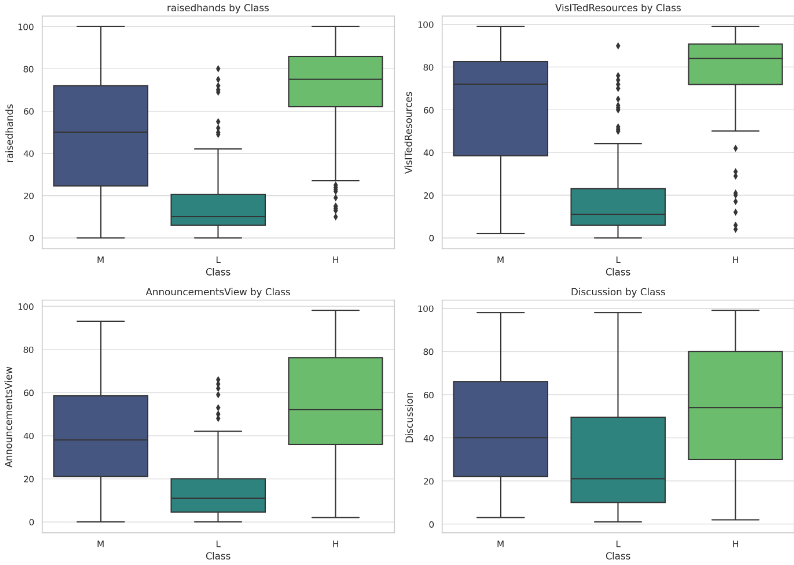 raisedhands by Class
100
80
60
40
20
0
raisedhands
M L H
Class
VisITedResources by Class
100
80
60
40
20
0
VisITedResources
M L H
Class
AnnouncementsView by Class
100
80
60
40
20
0
AnnouncementsView
M L H
Class
Discussion by Class
100
80
60
40
20
0
Discussion
M L H
Class